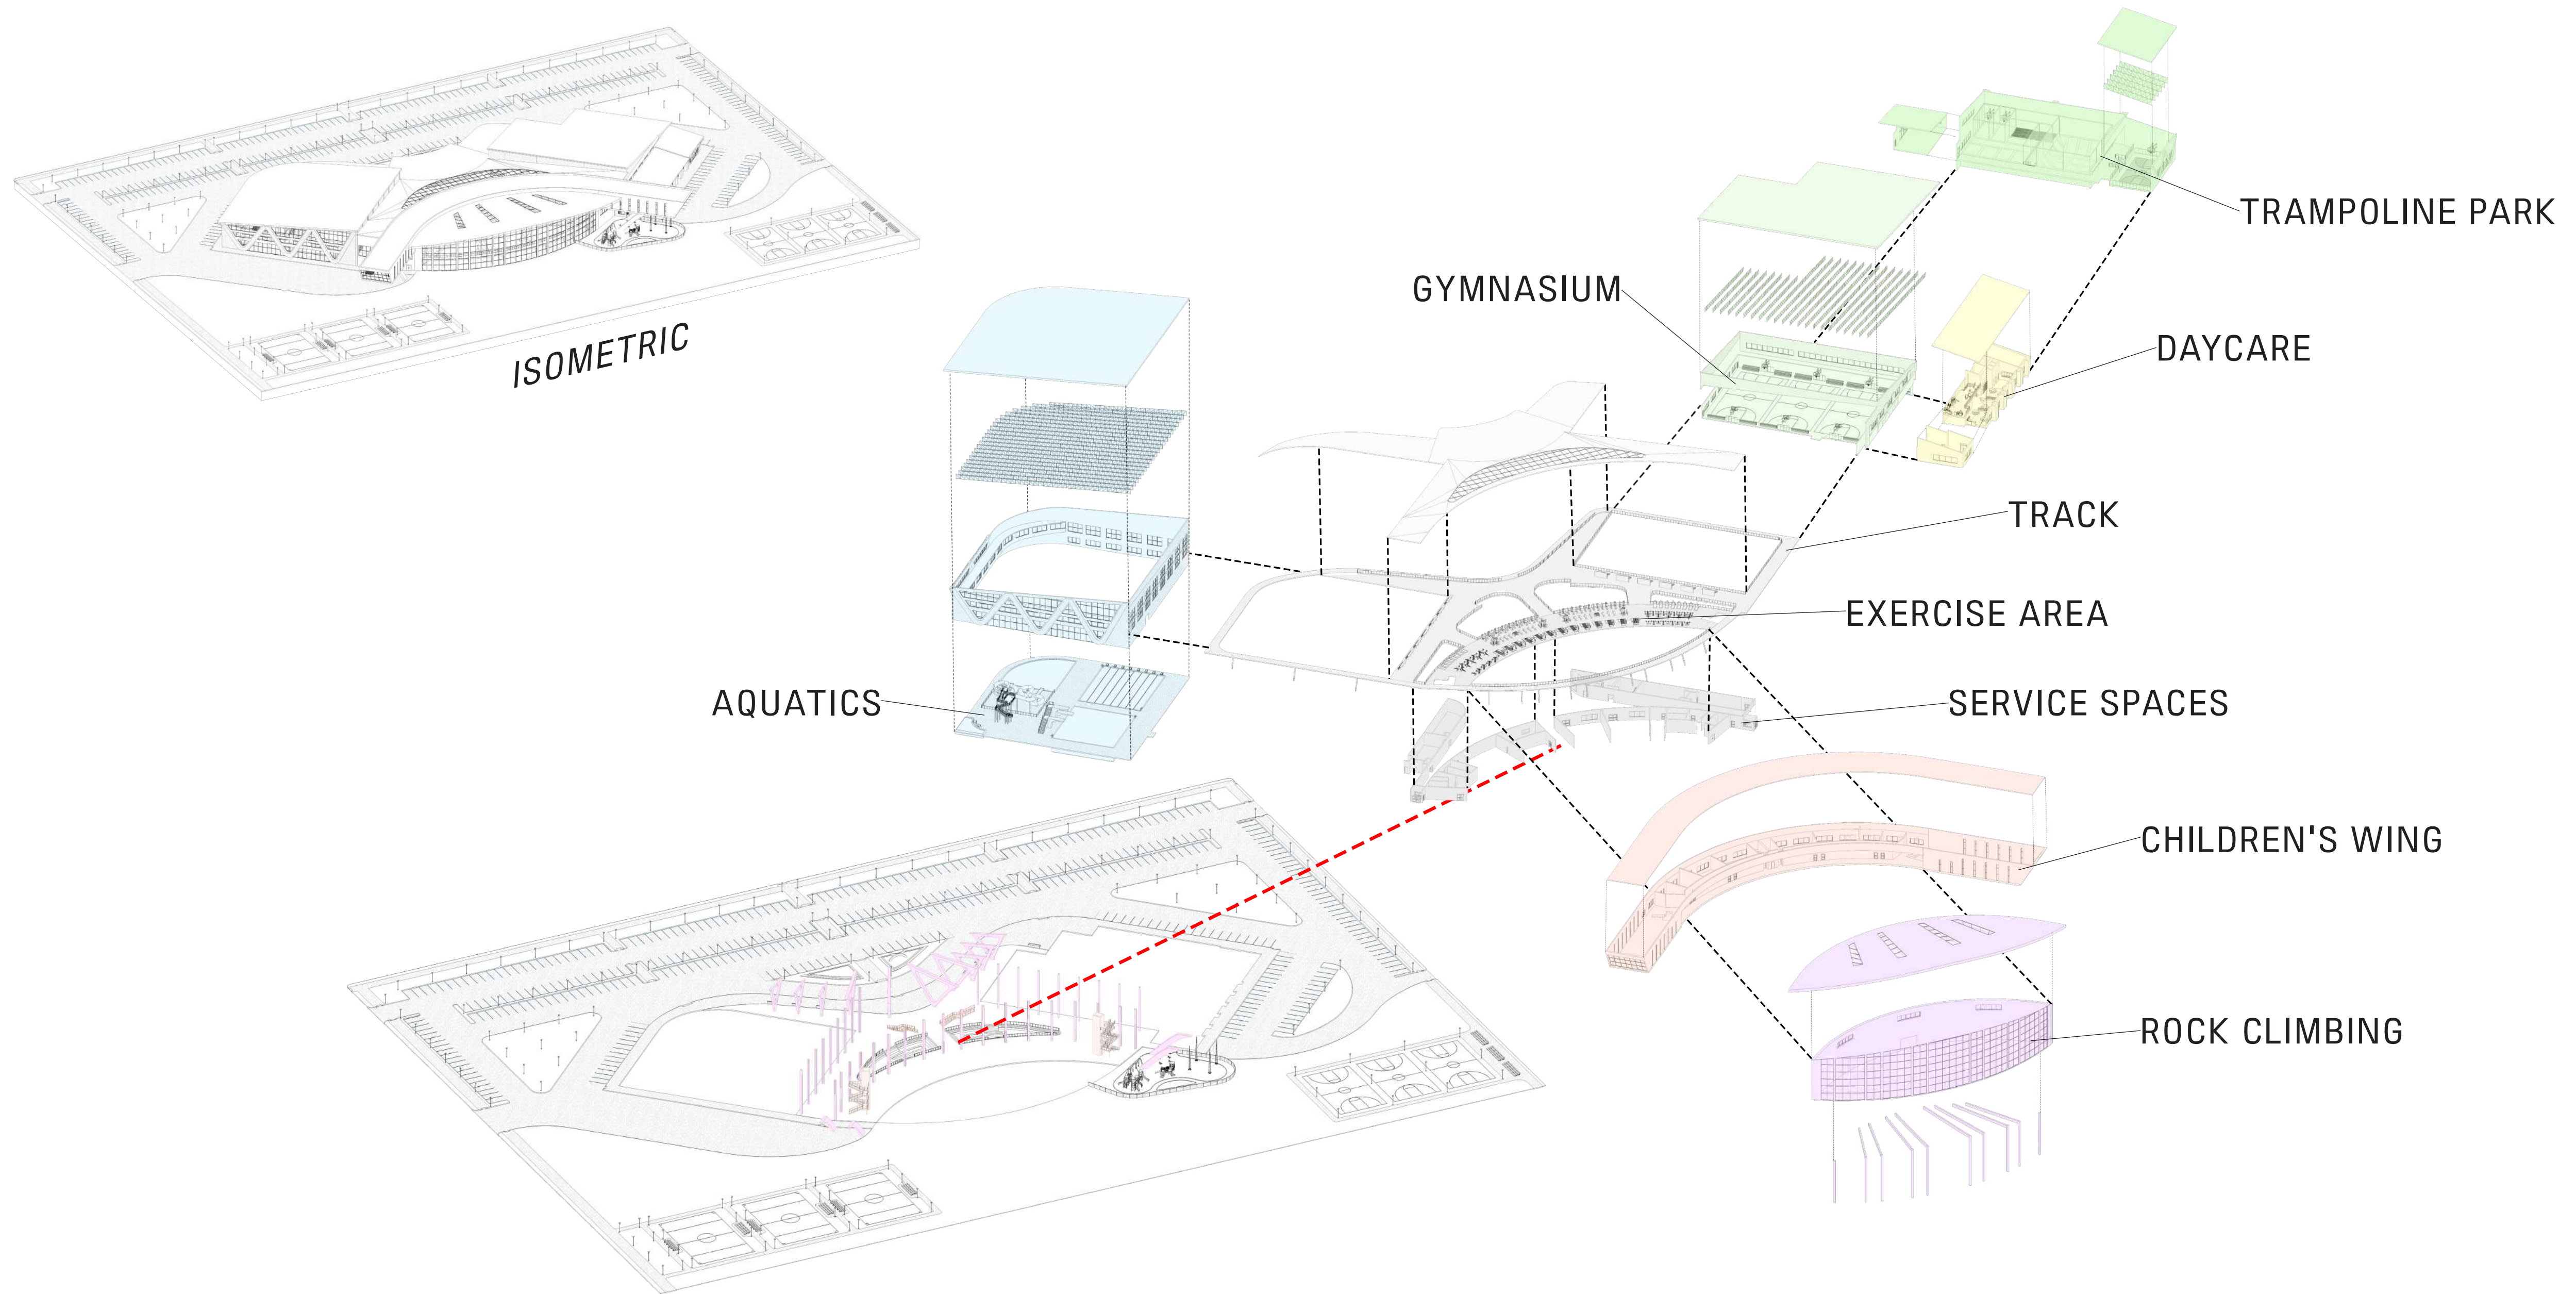 TRAMPOLINE PARK
GYMNASIUM
ISOMETRIC
DAYCARE
TRACK
EXERCISE AREA
AQUATICS
SERVICE SPACES
CHILDREN'S WING
ROCK CLIMBING